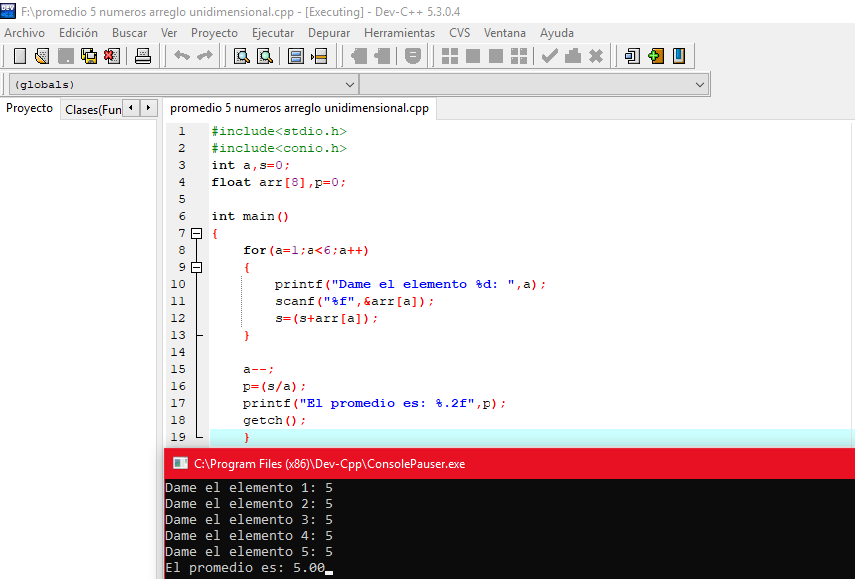 F:\promedio 5 numeros arreglo unidimensional.cpp - [Executing] - Dev-C++ 5.3.0.4
Archivo Edición Buscar Ver Proyecto Ejecutar Depurar Herramientas CVS Ventana Ayuda
(globals)
Proyecto Clases(Fun promedio 5 numeros arreglo unidimensional.cpp
1 #include<stdio.h>
2 #include<conio.h>
3 int a,s=0;
4 float arr[8],p=0;
5
6 int main()
7 {
8 for(a=1;a<6;a++)
9 {
10 printf("Dame el elemento %d: ",a);
11 scanf("%f",&arr[a]);
12 s=(s+arr[a]);
13 }
14
15 a--;
16 p=(s/a);
17 printf("El promedio es: %.2f",p);
18 getch();
19 }
C:\Program Files (x86)\Dev-Cpp\ConsolePauser.exe
Dame el elemento 1: 5
Dame el elemento 2: 5
Dame el elemento 3: 5
Dame el elemento 4: 5
Dame el elemento 5: 5
El promedio es: 5.00